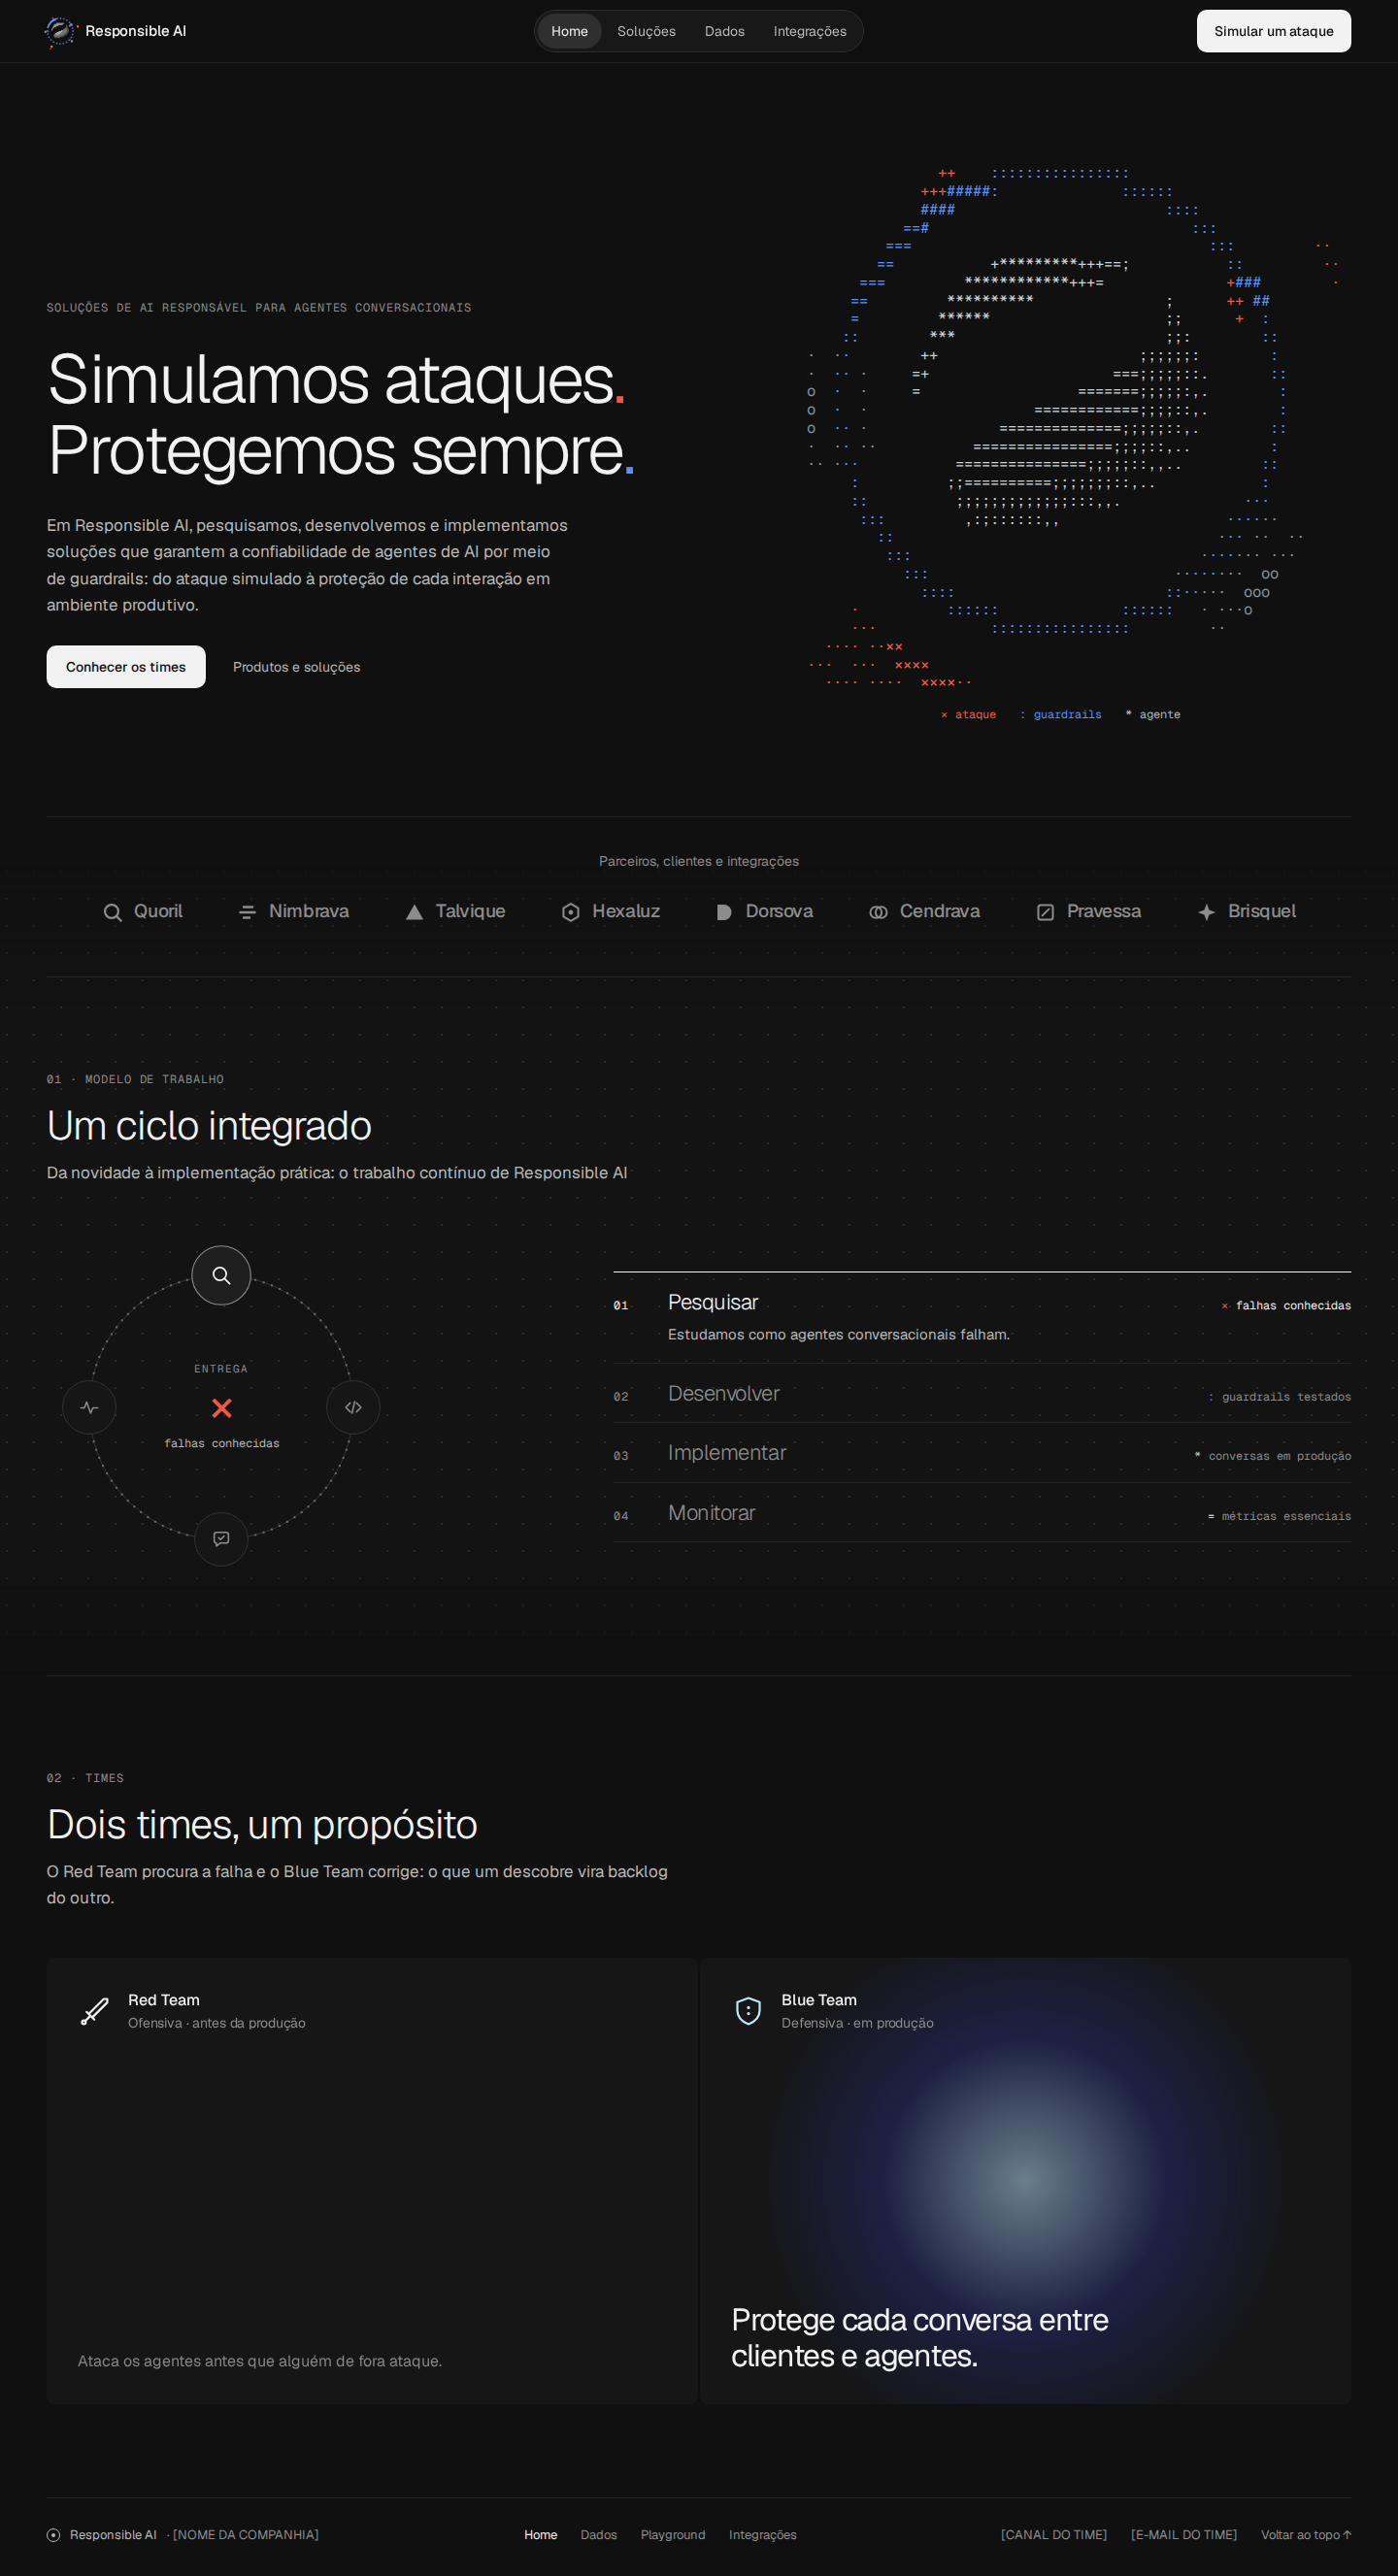 Responsible AI
Home
Soluções
Dados
Integrações
Simular um ataque
SOLUÇÕES DE AI RESPONSÁVEL PARA AGENTES CONVERSACIONAIS
Simulamos ataques.
Protegemos sempre.
Em Responsible AI, pesquisamos, desenvolvemos e implementamos
soluções que garantem a confiabilidade de agentes de AI por meio
de guardrails: do ataque simulado à proteção de cada interação em
ambiente produtivo.
Conhecer os times
Produtos e soluções
× ataque : guardrails * agente
Parceiros, clientes e integrações
Quoril
Nimbrava
Talvique
Hexaluz
Dorsova
Cendrava
Pravessa
Brisquel
01 · MODELO DE TRABALHO
Um ciclo integrado
Da novidade à implementação prática: o trabalho contínuo de Responsible AI
ENTREGA
×
falhas conhecidas
01 Pesquisar × falhas conhecidas
Estudamos como agentes conversacionais falham.
02 Desenvolver : guardrails testados
03 Implementar * conversas em produção
04 Monitorar = métricas essenciais
02 · TIMES
Dois times, um propósito
O Red Team procura a falha e o Blue Team corrige: o que um descobre vira backlog
do outro.
Red Team
Ofensiva · antes da produção
Ataca os agentes antes que alguém de fora ataque.
Blue Team
Defensiva · em produção
Protege cada conversa entre
clientes e agentes.
Responsible AI · [NOME DA COMPANHIA]
Home
Dados
Playground
Integrações
[CANAL DO TIME]
[E-MAIL DO TIME]
Voltar ao topo ↑